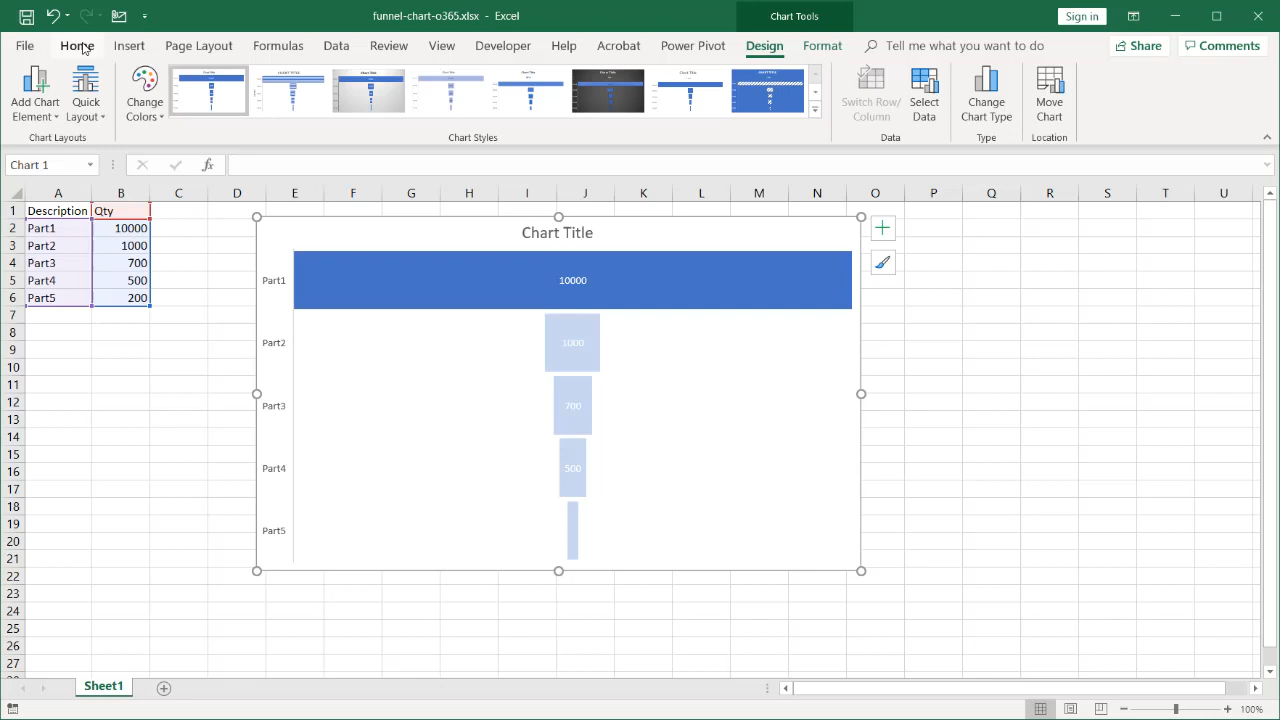 funnel-chart-o365.xlsx - Excel
Chart Tools
Sign in
File Home Insert Page Layout Formulas Data Review View Developer Help Acrobat Power Pivot Design Format Tell me what you want to do Share Comments
Add Chart Element
Quick Layout
Change Colors
Switch Row/ Column
Select Data
Change Chart Type
Move Chart
Chart Layouts Chart Styles Data Type Location
Chart 1 fx
A B C D E F G H I J K L M N O P Q R S T U
1 Description Qty
2 Part1 10000
3 Part2 1000
4 Part3 700
5 Part4 500
6 Part5 200
7
8
9
10
11
12
13
14
15
16
17
18
19
20
21
22
23
24
25
26
27
Chart Title
Part1 10000
Part2 1000
Part3 700
Part4 500
Part5
Sheet1
100%